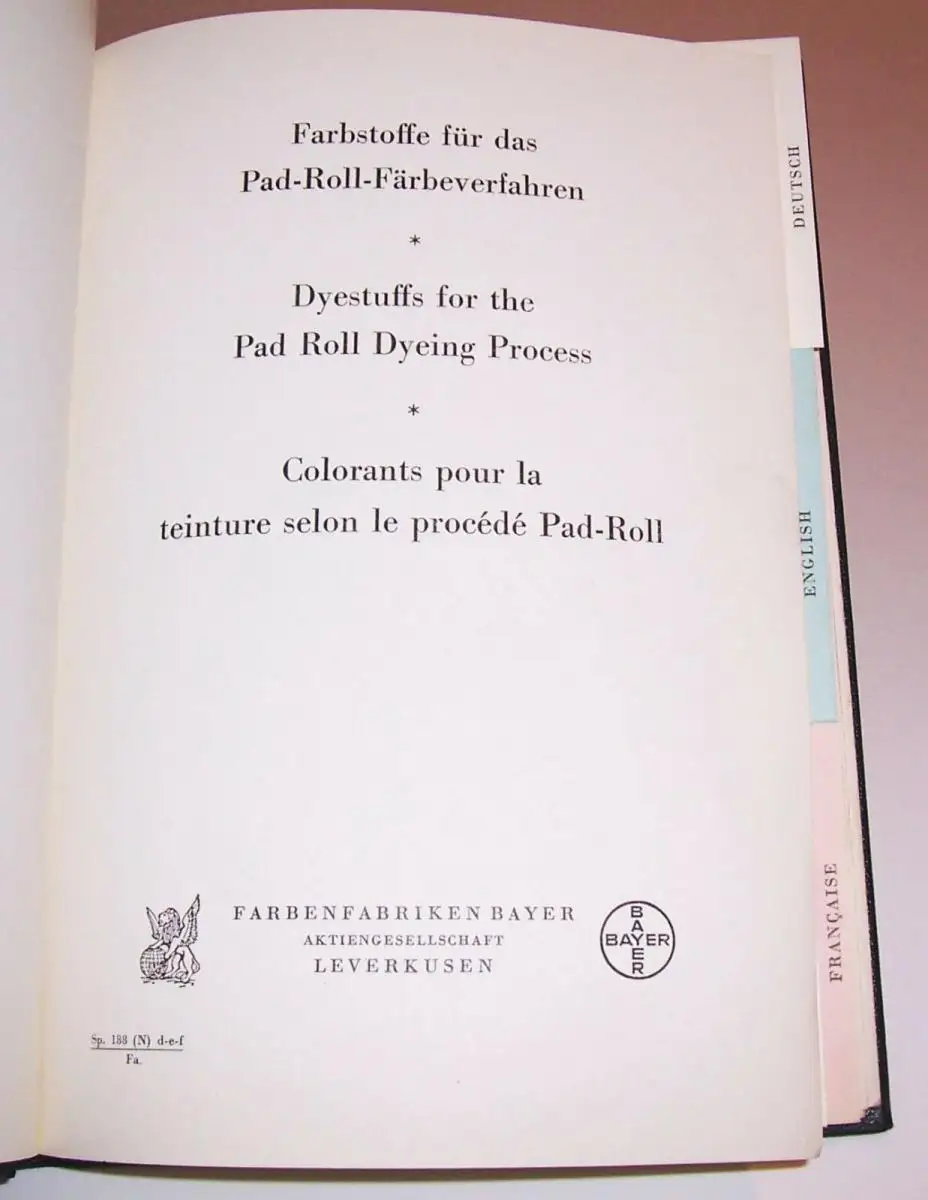 Farbstoffe für das
Pad-Roll-Färbeverfahren
*
Dyestuffs for the
Pad Roll Dyeing Process
*
Colorants pour la
teinture selon le procédé Pad-Roll
FARBENFABRIKEN BAYER
AKTIENGESELLSCHAFT
LEVERKUSEN
BAYER
BAYER
Sp. 188 (N) d-e-f
Fa.
DEUTSCH
ENGLISH
FRANÇAISE